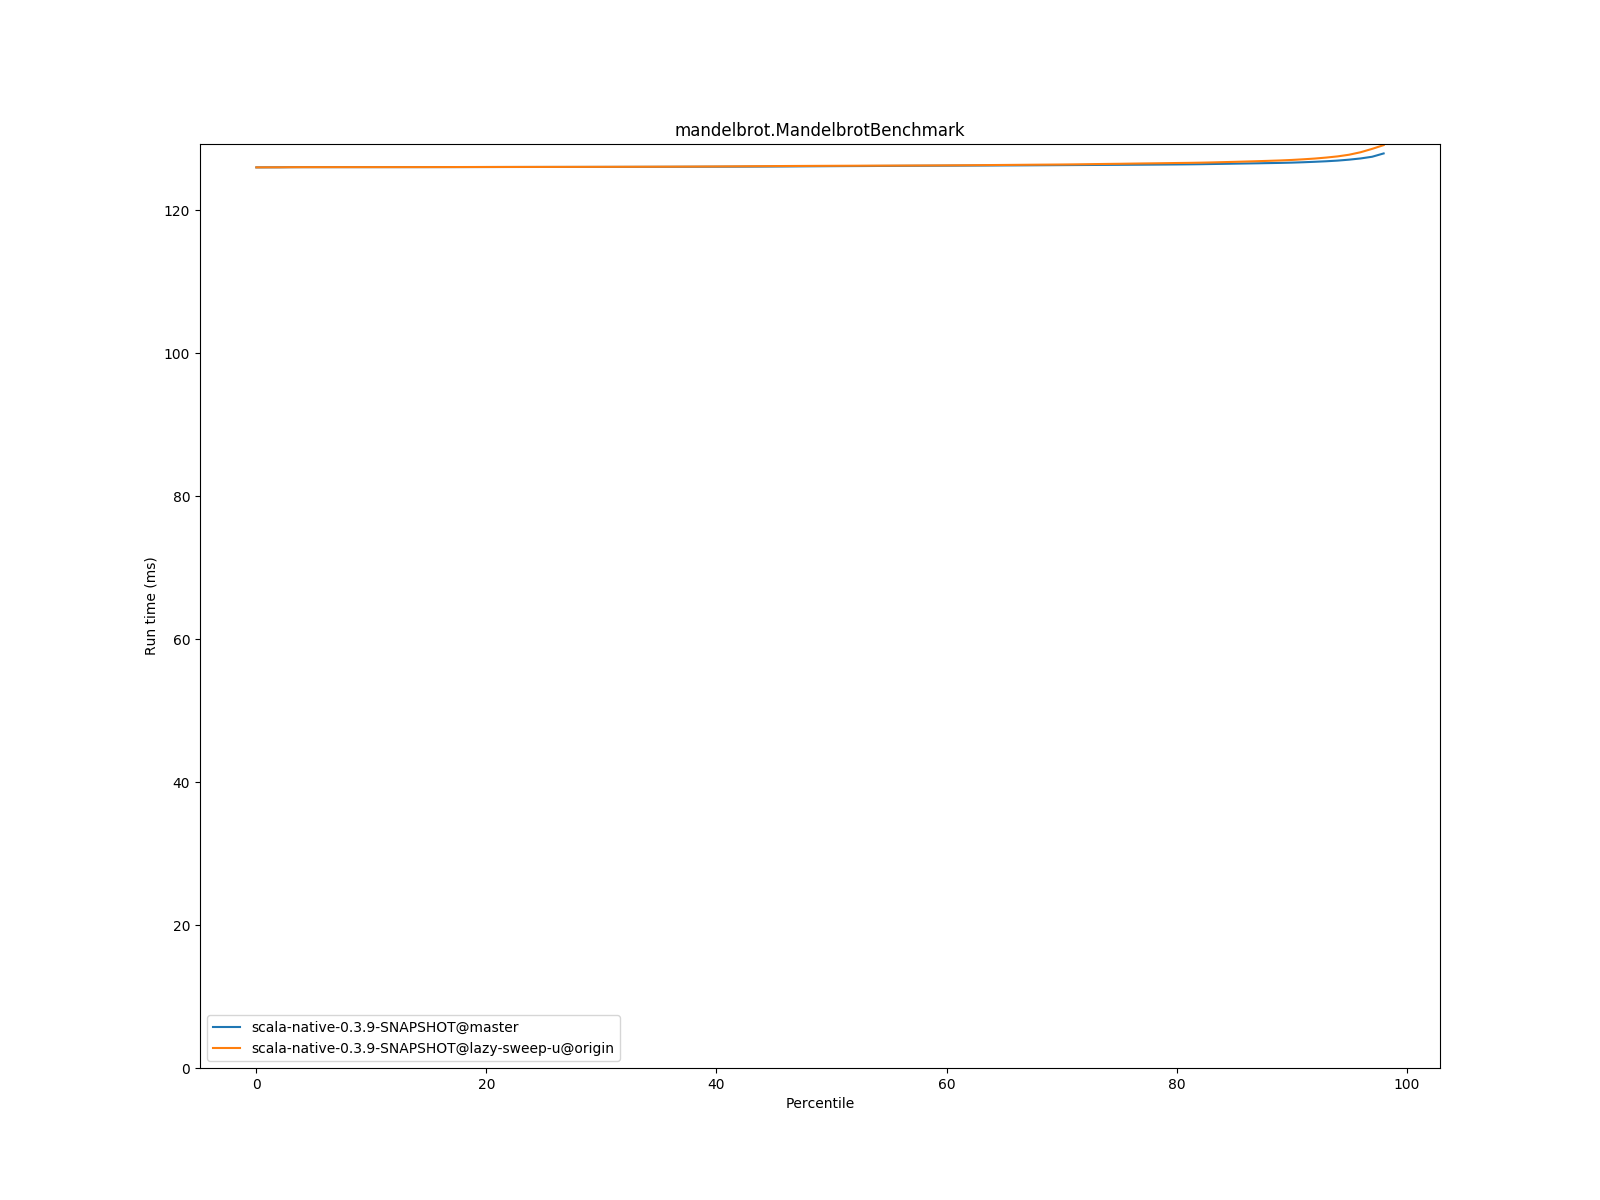 mandelbrot.MandelbrotBenchmark
120
100
80
60
40
20
0
Run time (ms)
scala-native-0.3.9-SNAPSHOT@master
scala-native-0.3.9-SNAPSHOT@lazy-sweep-u@origin
0 20 40 60 80 100
Percentile